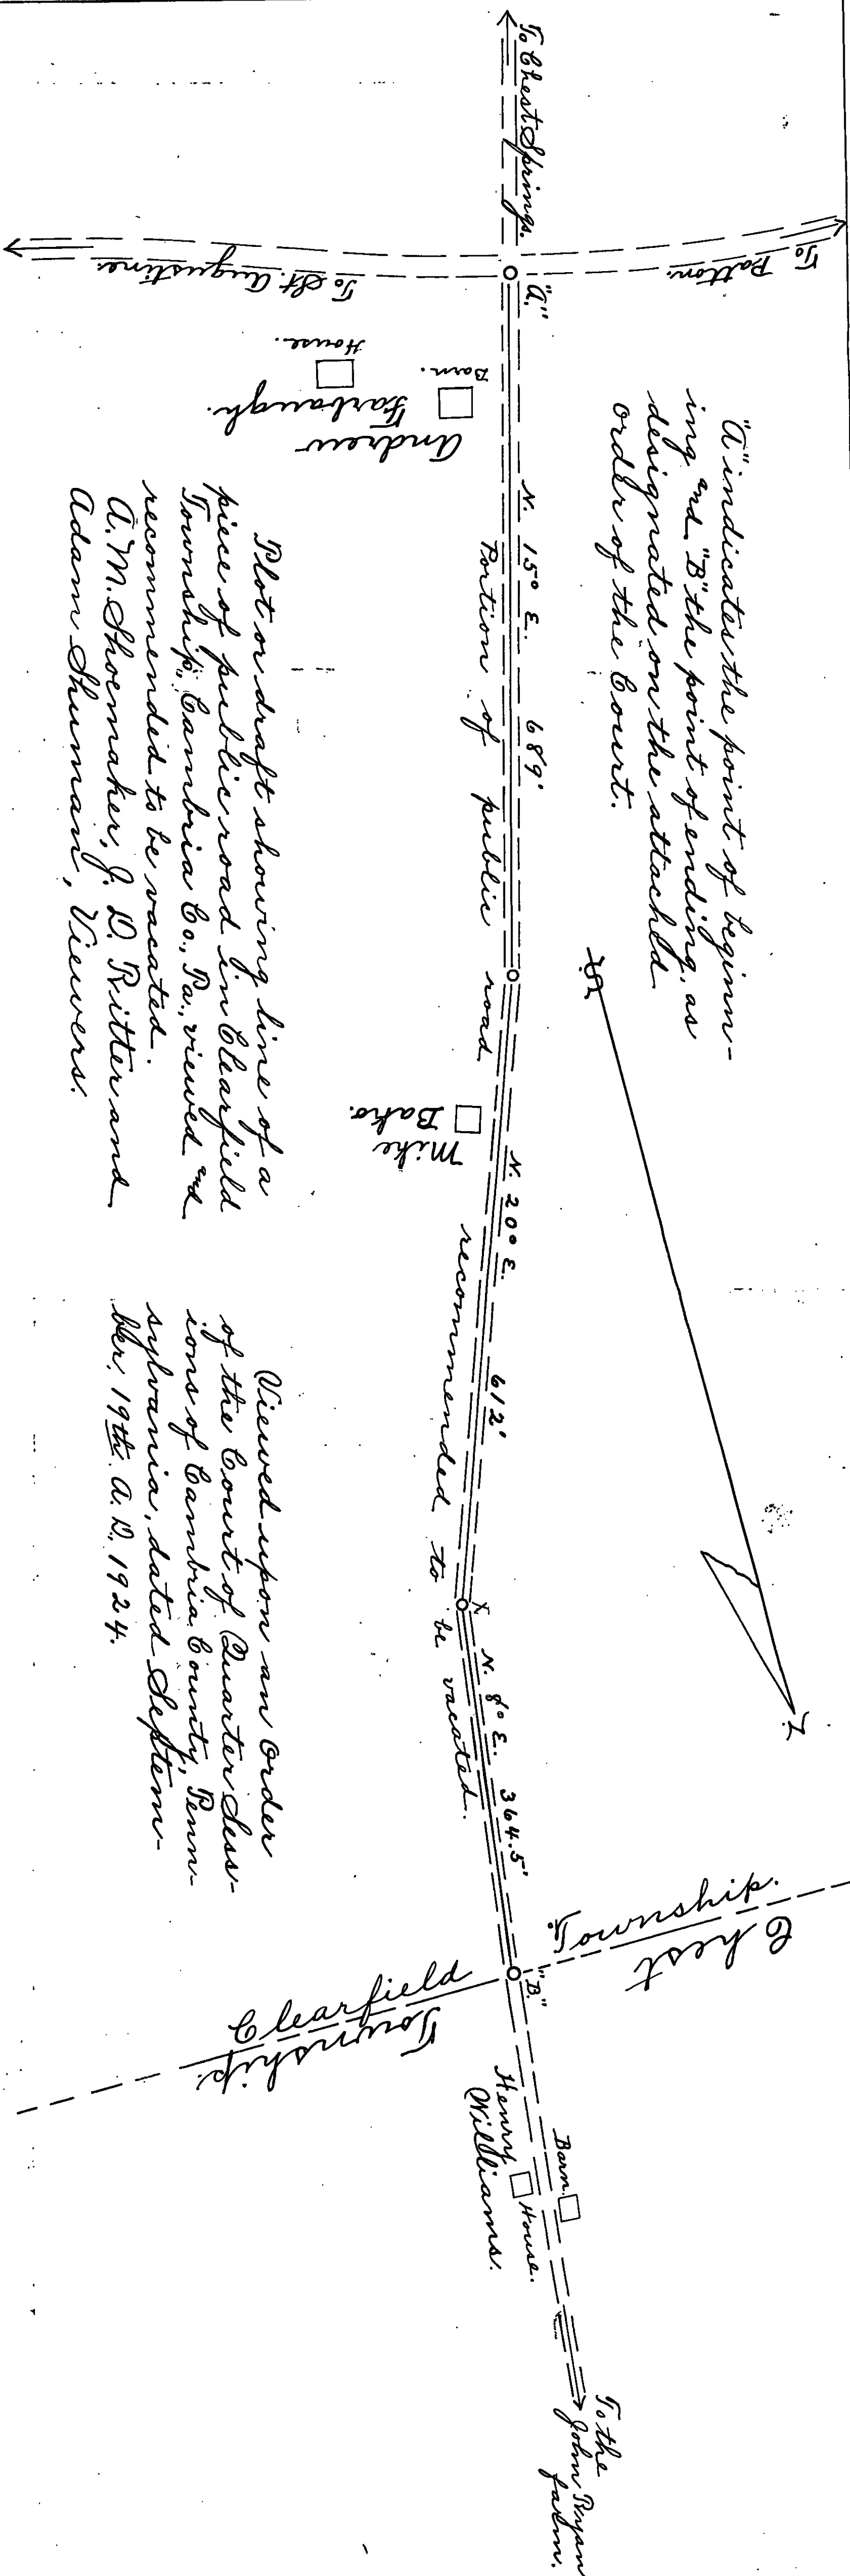 To Chest Springs.
To Patton.
To St. Augustine.
"A."
House.
Barn.
Andrew
Farbaugh.
"A" indicates the point of beginn-
ing and "B" the point of ending, as
designated on the attached
order of the Court.
N. 15° E. 689'
Portion of public road
recommended to be vacated.
Mike
Bako.
N. 20° E. 612'
X
N. 8° E. 364.5'
S.
N.
Plot or draft showing line of a
piece of public road in Clearfield
Township, Cambria Co., Pa., viewed and
recommended to be vacated.
A. M. Shoemaker, J. D. Ritter and
Adam Shuman, Viewers.
Viewed upon an order
of the Court of Quarter Sess-
ions of Cambria County, Penn-
sylvania, dated Septem-
ber, 19th. A. D. 1924.
Chest
Township.
Clearfield
Township.
"B."
Henry
Williams.
House.
Barn.
To the
John Ryan
farm.